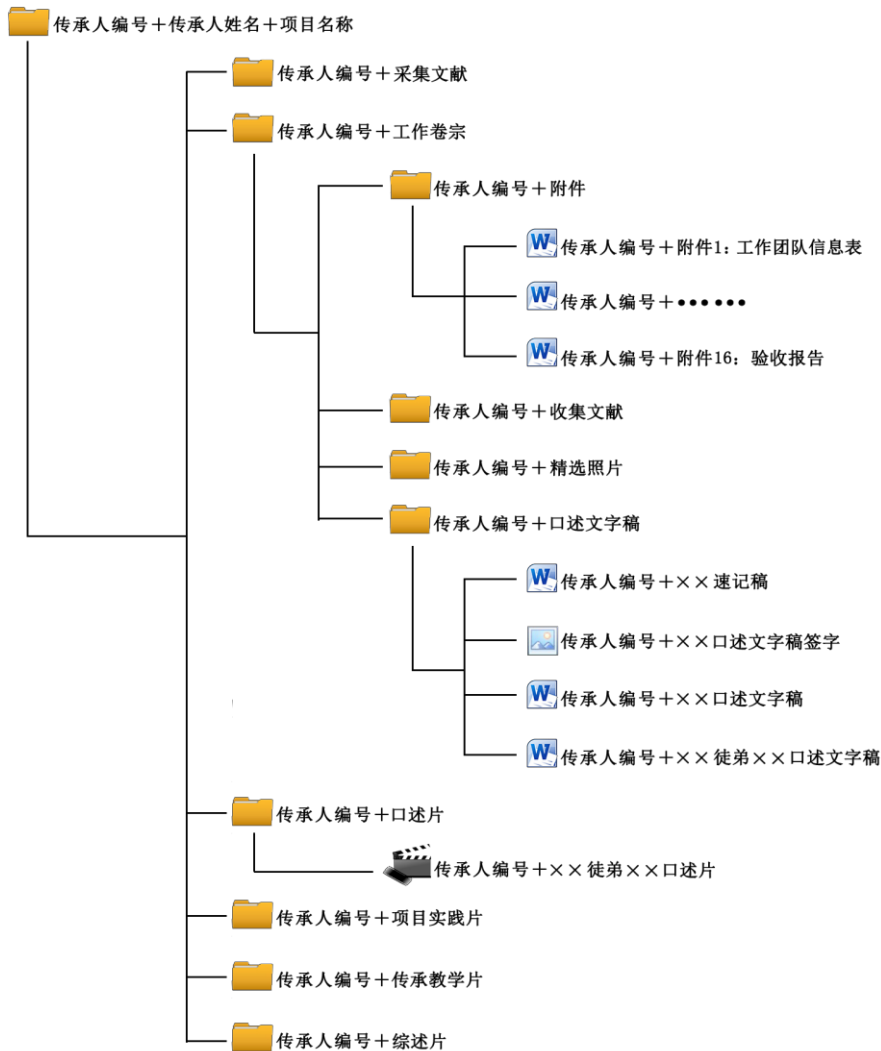 传承人编号＋传承人姓名＋项目名称
传承人编号＋采集文献
传承人编号＋工作卷宗
传承人编号＋附件
传承人编号＋附件1：工作团队信息表
传承人编号＋••••••
传承人编号＋附件16：验收报告
传承人编号＋收集文献
传承人编号＋精选照片
传承人编号＋口述文字稿
传承人编号＋××速记稿
传承人编号＋××口述文字稿签字
传承人编号＋××口述文字稿
传承人编号＋××徒弟××口述文字稿
传承人编号＋口述片
传承人编号＋××徒弟××口述片
传承人编号＋项目实践片
传承人编号＋传承教学片
传承人编号＋综述片